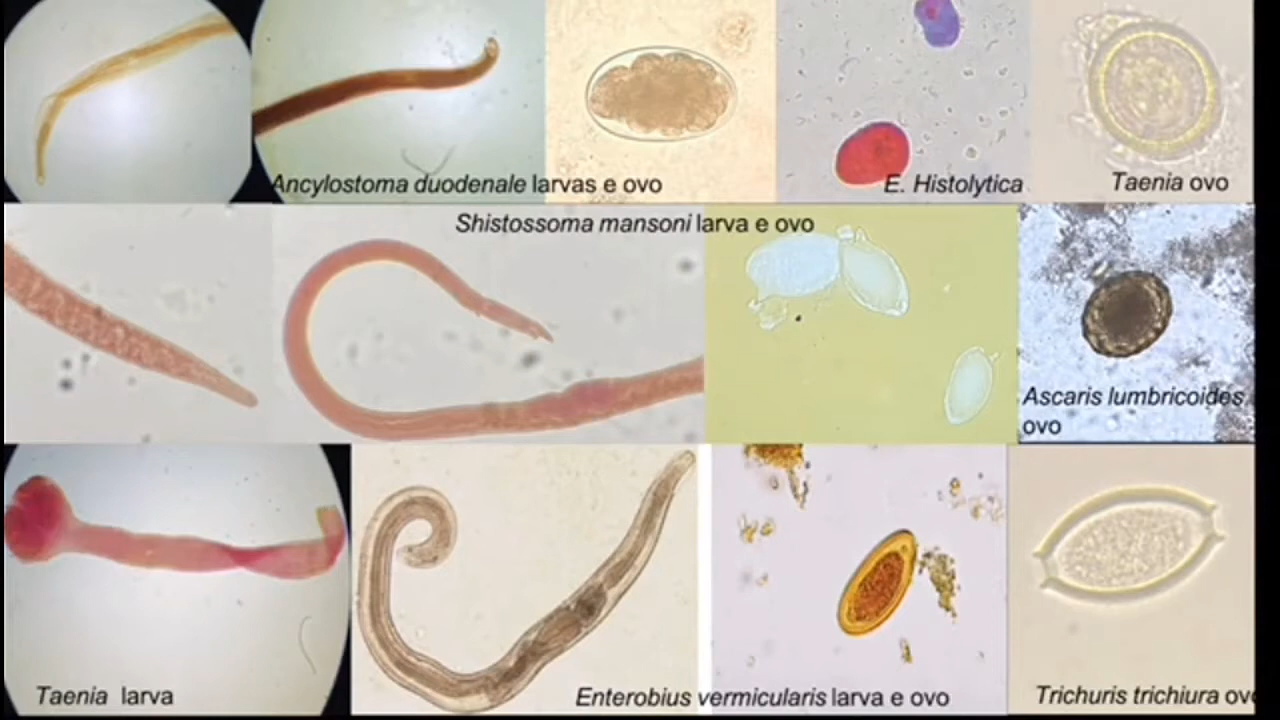 Ancylostoma duodenale larvas e ovo
E. Histolytica
Taenia ovo
Shistossoma mansoni larva e ovo
Ascaris lumbricoides
ovo
Taenia larva
Enterobius vermicularis larva e ovo
Trichuris trichiura ovo